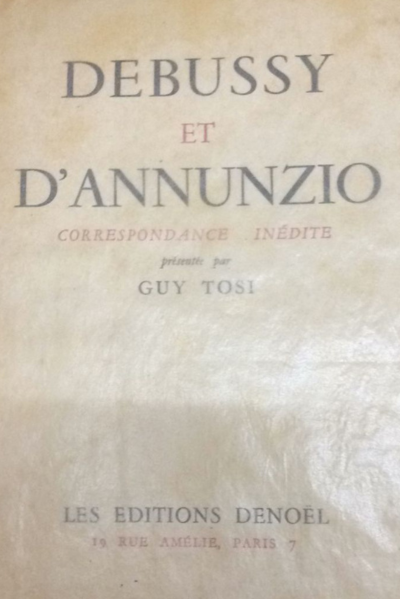 DEBUSSY
ET
D'ANNUNZIO
CORRESPONDANCE INÉDITE
présentée par
GUY TOSI
LES EDITIONS DENOËL
19 RUE AMÉLIE, PARIS 7